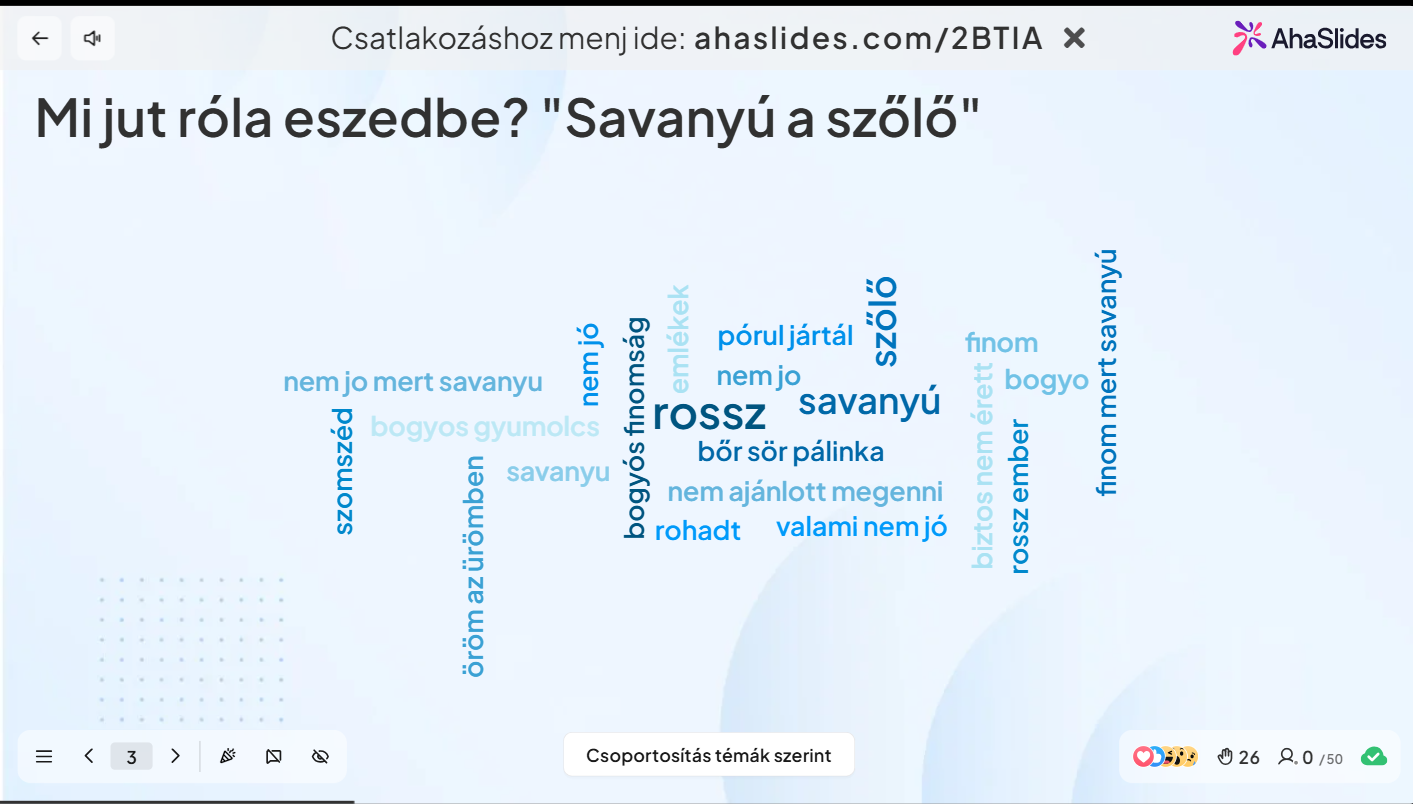 Csatlakozáshoz menj ide: ahaslides.com/2BTIA
AhaSlides
Mi jut róla eszedbe? "Savanyú a szőlő"
finom mert savanyú
szőlő
emlékek
bogyós finomság
nem jó
pórul jártál
finom
nem jo mert savanyu
nem jo
bogyo
biztos nem érett
savanyú
rossz
szomszéd
bogyos gyumolcs
rossz ember
bőr sör pálinka
öröm az ürömben
savanyu
nem ajánlott megenni
rohadt
valami nem jó
3
Csoportosítás témák szerint
26
0 /50